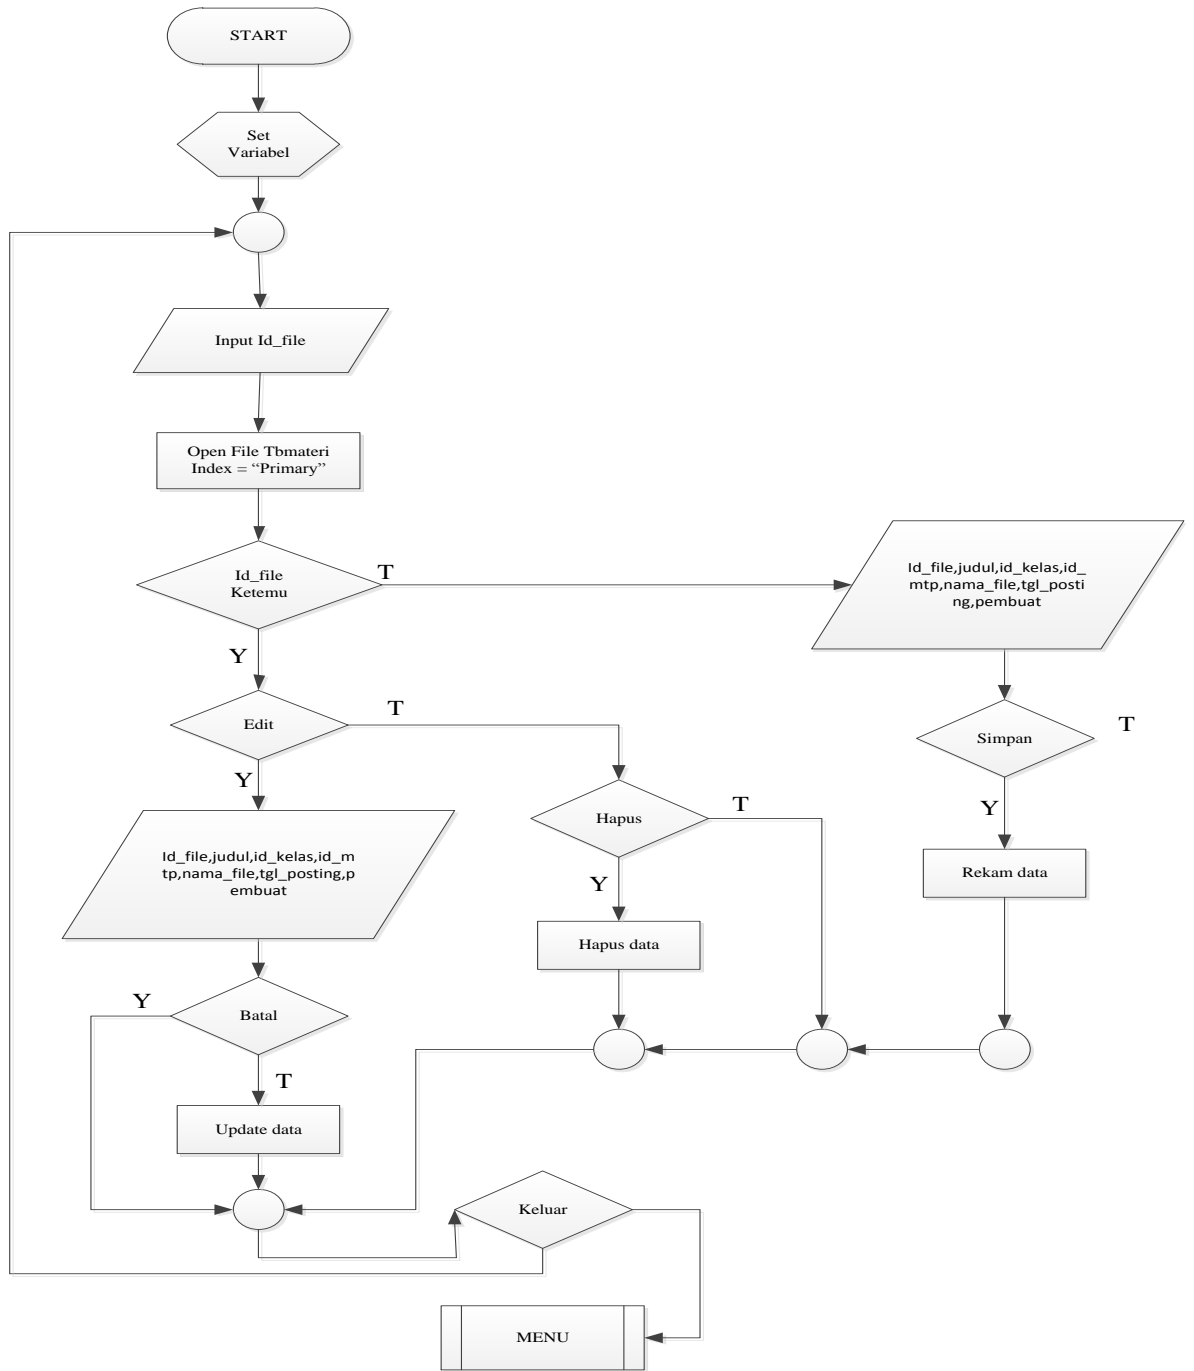 START
Set
Variabel
Input Id_file
Open File Tbmateri
Index = “Primary”
Id_file
Ketemu
T
Id_file,judul,id_kelas,id_
mtp,nama_file,tgl_posti
ng,pembuat
Y
Edit
T
Simpan
T
Y
Hapus
T
Y
Id_file,judul,id_kelas,id_m
tp,nama_file,tgl_posting,p
embuat
Rekam data
Y
Hapus data
Y
Batal
T
Update data
Keluar
MENU